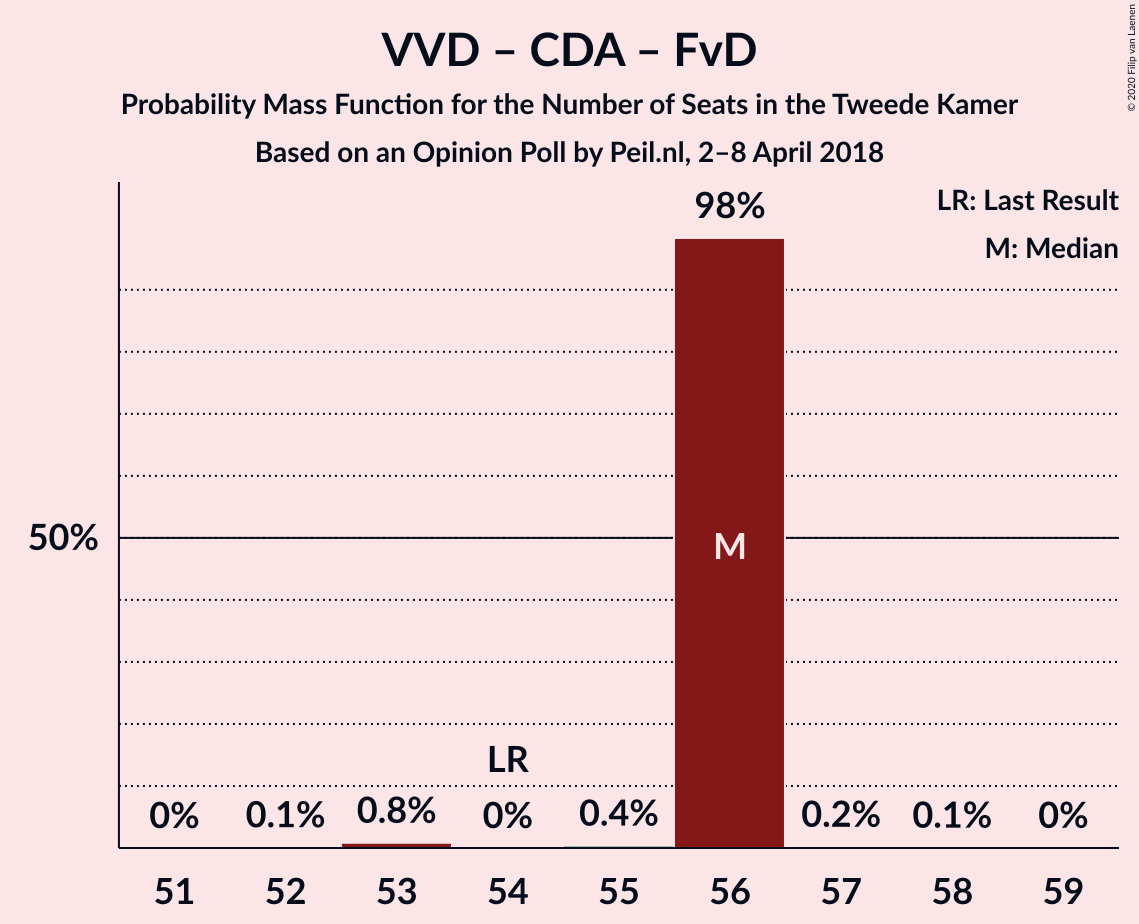 VVD – CDA – FvD
Probability Mass Function for the Number of Seats in the Tweede Kamer
Based on an Opinion Poll by Peil.nl, 2–8 April 2018
© 2020 Filip van Laenen
LR: Last Result
M: Median
98%
50%
M
LR
0% 0.1% 0.8% 0% 0.4% 0.2% 0.1% 0%
51 52 53 54 55 56 57 58 59